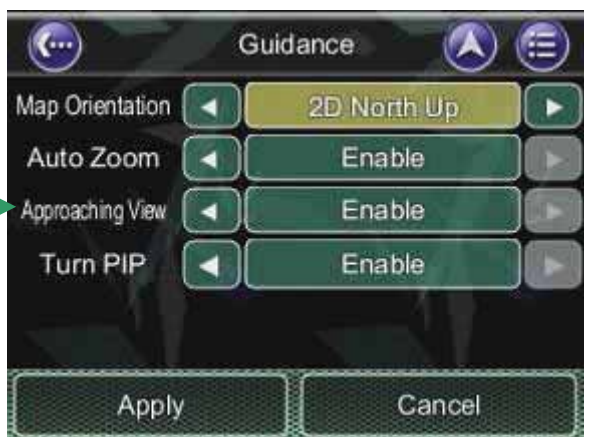 Guidance
Map Orientation 2D North Up
Auto Zoom Enable
Approaching View Enable
Turn PIP Enable
Apply Cancel